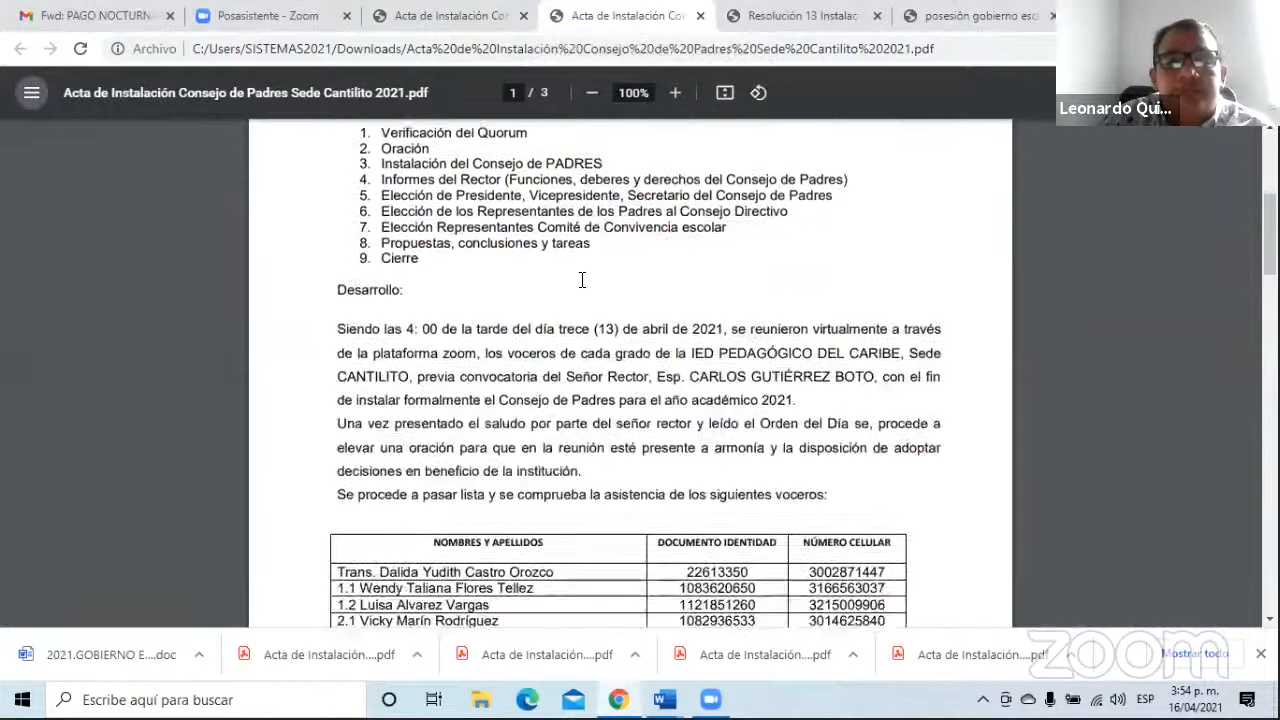 Fwd: PAGO NOCTURN
Posasistente - Zoom
Acta de Instalación Con
Acta de Instalación Co
Resolución 13 Instalac
posesión gobierno esc
Archivo
C:/Users/SISTEMAS2021/Downloads/Acta%20de%20Instalación%20Consejo%20de%20Padres%20Sede%20Cantilito%202021.pdf
Leonardo Qui...
Acta de Instalación Consejo de Padres Sede Cantilito 2021.pdf
1 / 3
100%
1. Verificación del Quorum
2. Oración
3. Instalación del Consejo de PADRES
4. Informes del Rector (Funciones, deberes y derechos del Consejo de Padres)
5. Elección de Presidente, Vicepresidente, Secretario del Consejo de Padres
6. Elección de los Representantes de los Padres al Consejo Directivo
7. Elección Representantes Comité de Convivencia escolar
8. Propuestas, conclusiones y tareas
9. Cierre
Desarrollo:
Siendo las 4: 00 de la tarde del día trece (13) de abril de 2021, se reunieron virtualmente a través
de la plataforma zoom, los voceros de cada grado de la IED PEDAGÓGICO DEL CARIBE, Sede
CANTILITO, previa convocatoria del Señor Rector, Esp. CARLOS GUTIÉRREZ BOTO, con el fin
de instalar formalmente el Consejo de Padres para el año académico 2021.
Una vez presentado el saludo por parte del señor rector y leído el Orden del Día se, procede a
elevar una oración para que en la reunión esté presente a armonía y la disposición de adoptar
decisiones en beneficio de la institución.
Se procede a pasar lista y se comprueba la asistencia de los siguientes voceros:
NOMBRES Y APELLIDOS DOCUMENTO IDENTIDAD NÚMERO CELULAR
Trans. Dalida Yudith Castro Orozco 22613350 3002871447
1.1 Wendy Taliana Flores Tellez 1083620650 3166563037
1.2 Luisa Alvarez Vargas 1121851260 3215009906
2.1 Vicky Marín Rodríguez 1082936533 3014625840
2021.GOBIERNO E....doc
Acta de Instalación....pdf
Acta de Instalación....pdf
Acta de Instalación....pdf
Acta de Instalación....pdf
Mostrar todo
zoom
Escribe aquí para buscar
ESP
3:54 p. m.
16/04/2021